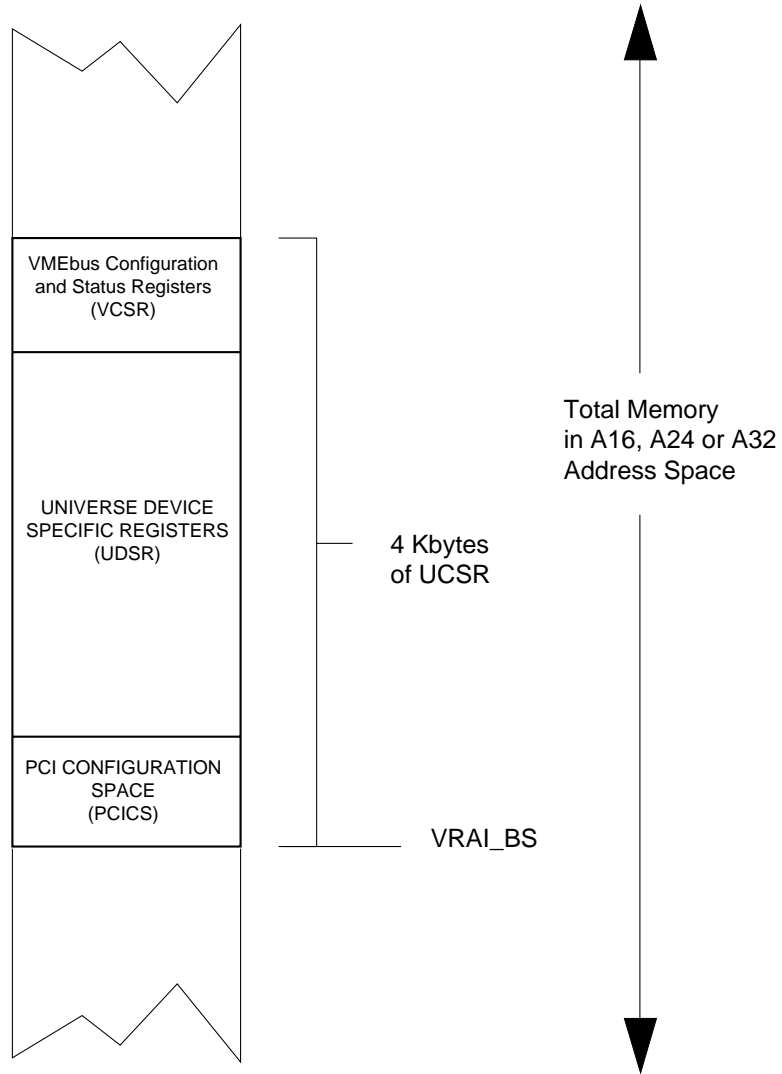 VMEbus Configuration
and Status Registers
(VCSR)
UNIVERSE DEVICE
SPECIFIC REGISTERS
(UDSR)
PCI CONFIGURATION
SPACE
(PCICS)
4 Kbytes
of UCSR
VRAI_BS
Total Memory
in A16, A24 or A32
Address Space